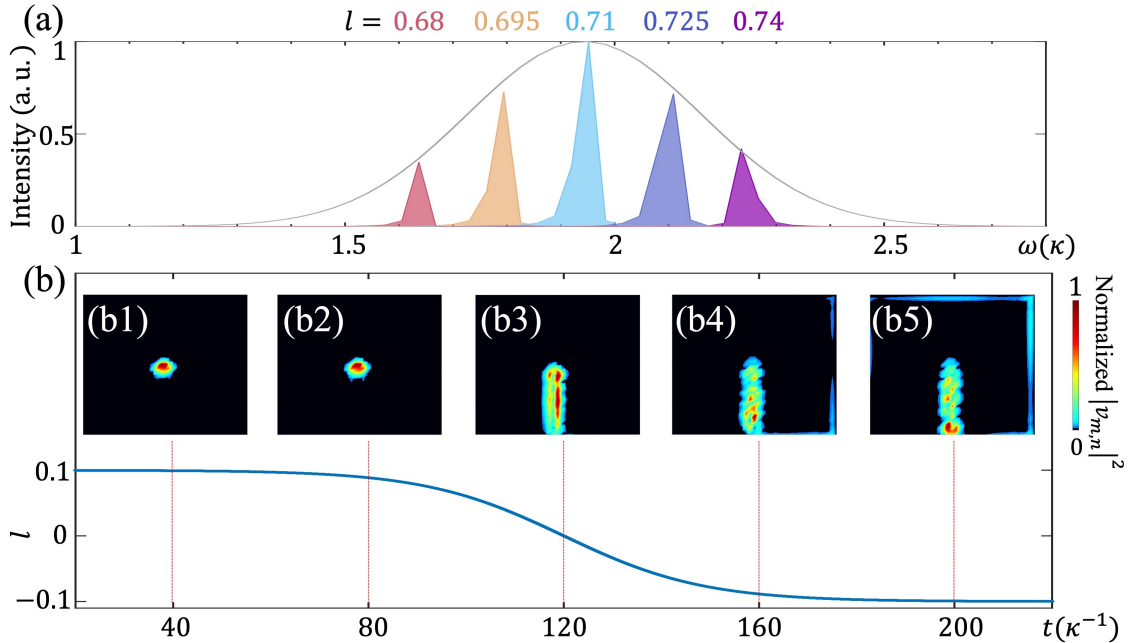 (a)
l = 0.68 0.695 0.71 0.725 0.74
Intensity (a. u.)
1
0.5
0
1 1.5 2 2.5 ω(κ)
(b)
(b1) (b2) (b3) (b4) (b5)
1
0
Normalized |v_{m,n}|²
l
0.1
0
−0.1
40 80 120 160 200 t(κ⁻¹)